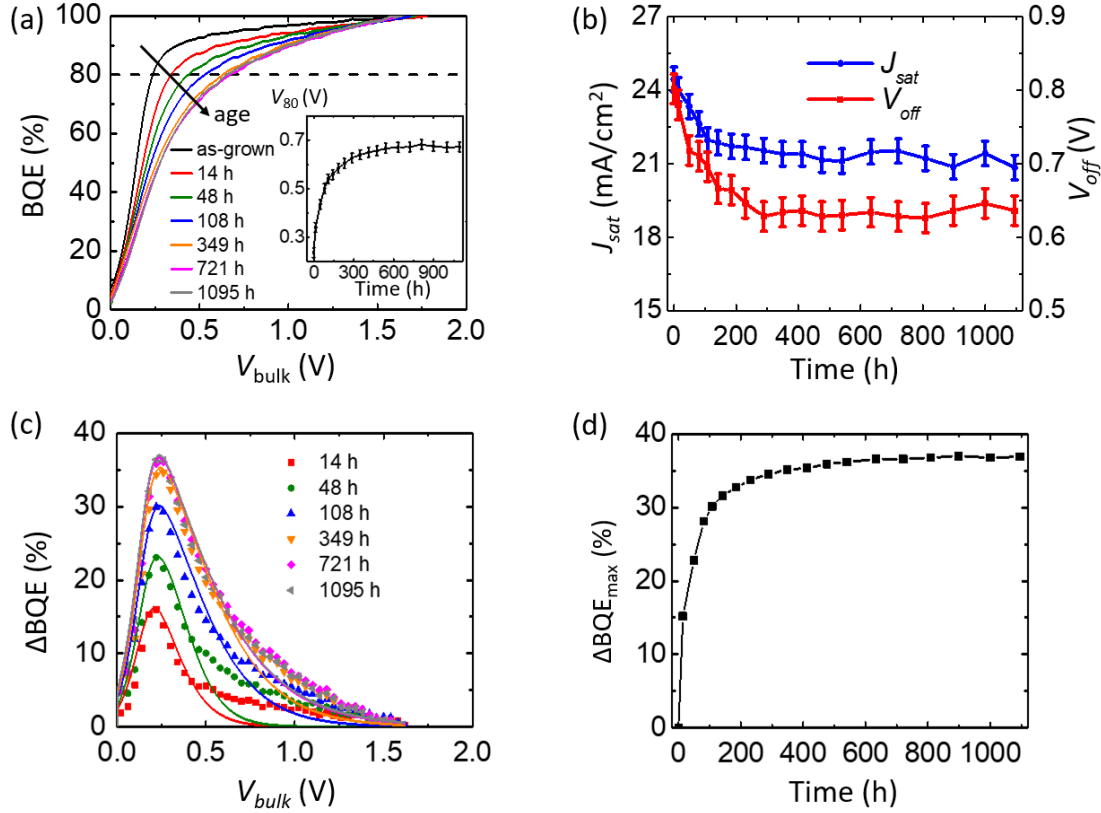 (a)
100
80
60
40
20
0
BQE (%)
age
as-grown
14 h
48 h
108 h
349 h
721 h
1095 h
V80 (V)
0.7
0.5
0.3
0 300 600 900
Time (h)
0.0 0.5 1.0 1.5 2.0
Vbulk (V)
(b)
27
24
21
18
15
Jsat (mA/cm2)
Jsat
Voff
0.9
0.8
0.7
0.6
0.5
Voff (V)
0 200 400 600 800 1000
Time (h)
(c)
40
30
20
10
0
ΔBQE (%)
14 h
48 h
108 h
349 h
721 h
1095 h
0.0 0.5 1.0 1.5 2.0
Vbulk (V)
(d)
40
30
20
10
0
ΔBQEmax (%)
0 200 400 600 800 1000
Time (h)